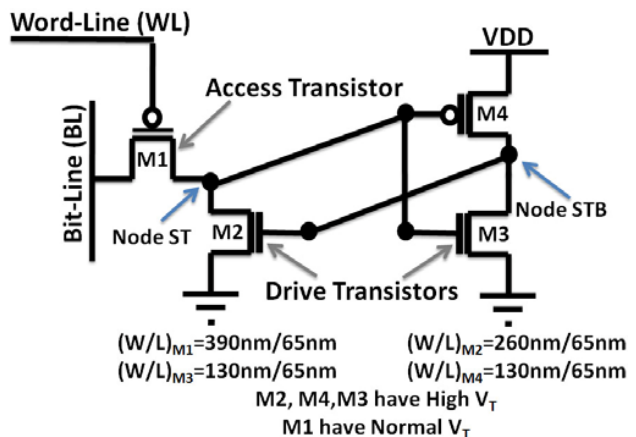 Word-Line (WL)
VDD
Access Transistor
M4
Bit-Line (BL)
M1
Node ST
M2
M3
Node STB
Drive Transistors
(W/L)M1=390nm/65nm
(W/L)M2=260nm/65nm
(W/L)M3=130nm/65nm
(W/L)M4=130nm/65nm
M2, M4,M3 have High VT
M1 have Normal VT